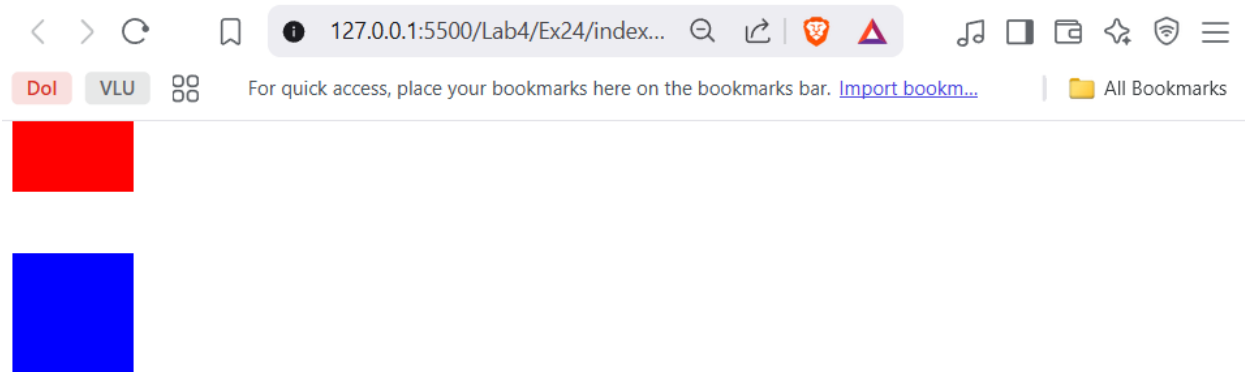 127.0.0.1:5500/Lab4/Ex24/index...
DoI VLU For quick access, place your bookmarks here on the bookmarks bar. Import bookm... All Bookmarks